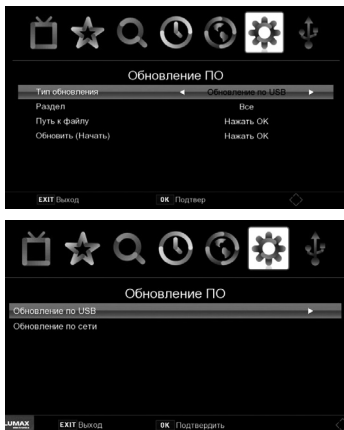 Обновление ПО
Тип обновления Обновление по USB
Раздел Все
Путь к файлу Нажать OK
Обновить (Начать) Нажать OK
EXIT Выход OK Подтвер
Обновление ПО
Обновление по USB
Обновление по сети
LUMAX EXIT Выход OK Подтвердить